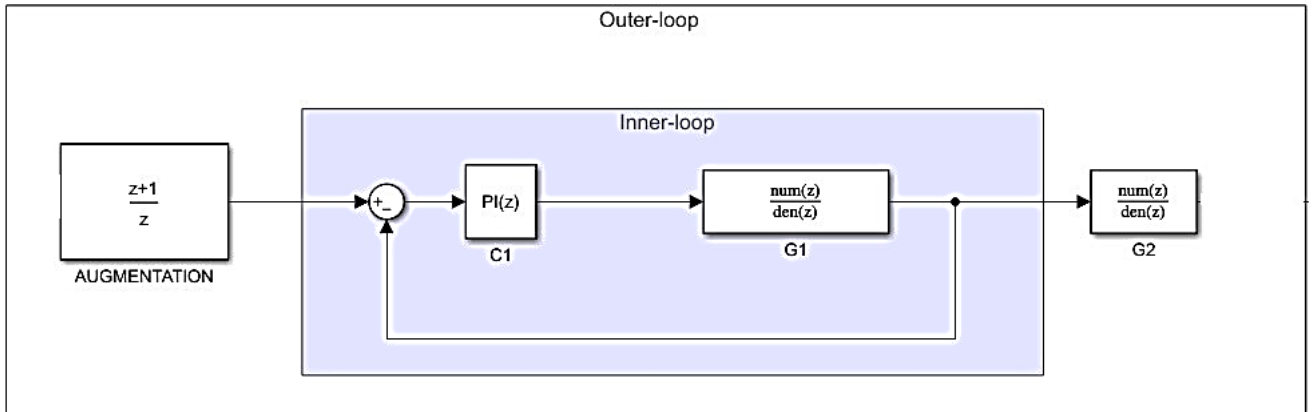 Outer-loop
Inner-loop
z+1
z
AUGMENTATION
+
-
PI(z)
C1
num(z)
den(z)
G1
num(z)
den(z)
G2